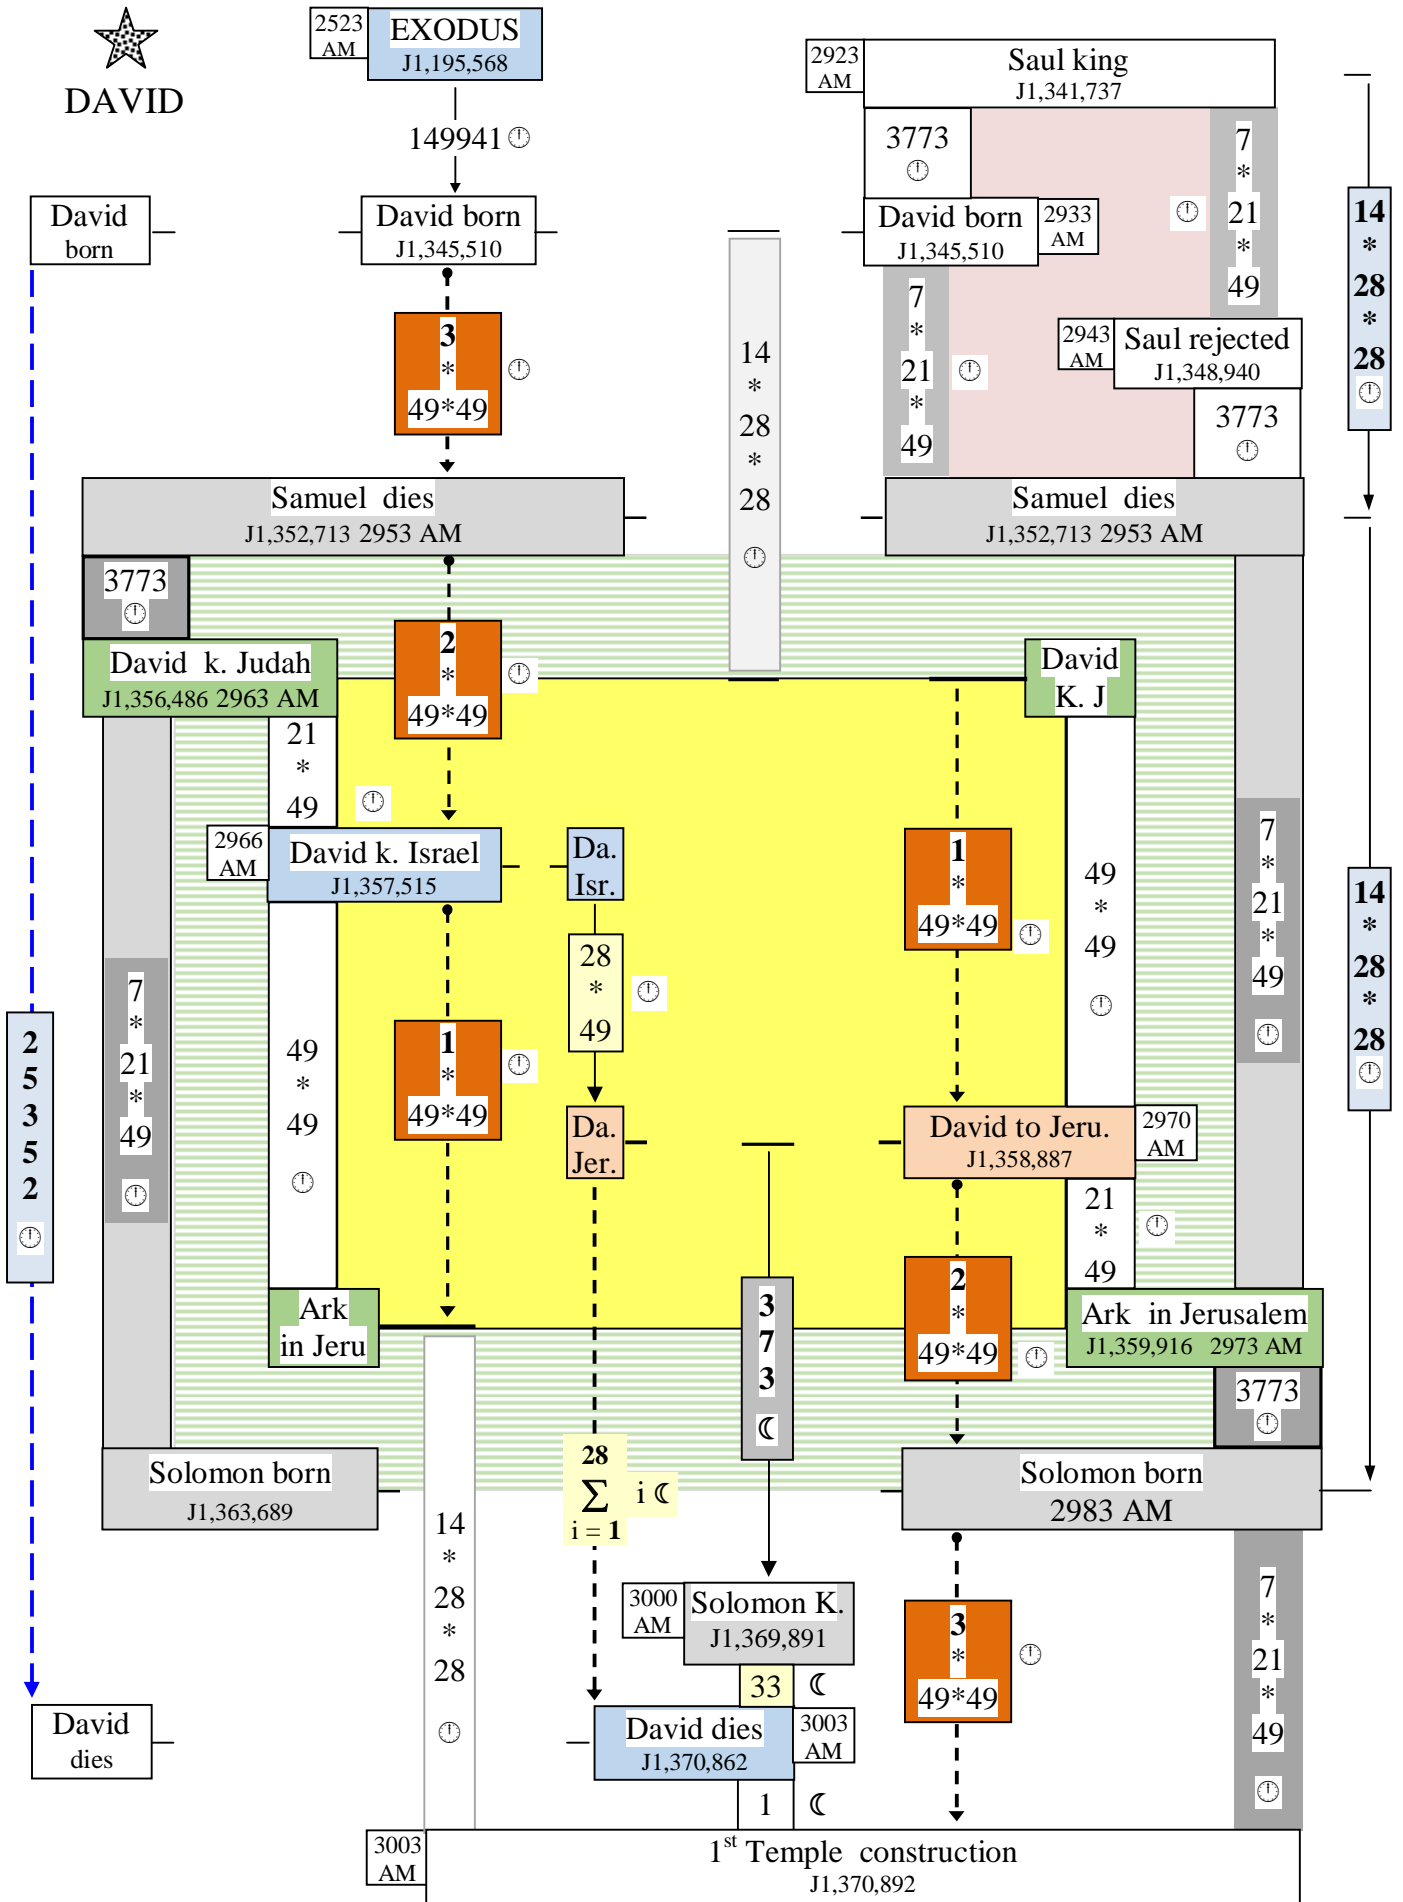 DAVID
2523
AM
EXODUS
J1,195,568
149941
2923
AM
Saul king
J1,341,737
3773
7
*
21
*
49
David
born
David born
J1,345,510
David born
J1,345,510
2933
AM
14
*
28
*
28
3
*
49*49
14
*
28
*
28
7
*
21
*
49
2943
AM
Saul rejected
J1,348,940
3773
Samuel dies
J1,352,713 2953 AM
Samuel dies
J1,352,713 2953 AM
3773
2
*
49*49
David k. Judah
J1,356,486 2963 AM
David
K. J
21
*
49
2966
AM
David k. Israel
J1,357,515
Da.
Isr.
1
*
49*49
49
*
49
7
*
21
*
49
14
*
28
*
28
28
*
49
7
*
21
*
49
49
*
49
1
*
49*49
2
5
3
5
2
Da.
Jer.
David to Jeru.
J1,358,887
2970
AM
21
*
49
3
7
3
2
*
49*49
Ark
in Jeru
Ark in Jerusalem
J1,359,916 2973 AM
3773
Solomon born
J1,363,689
28
Σ i
i = 1
Solomon born
2983 AM
14
*
28
*
28
3000
AM
Solomon K.
J1,369,891
3
*
49*49
7
*
21
*
49
33
David
dies
David dies
J1,370,862
3003
AM
1
3003
AM
1st Temple construction
J1,370,892